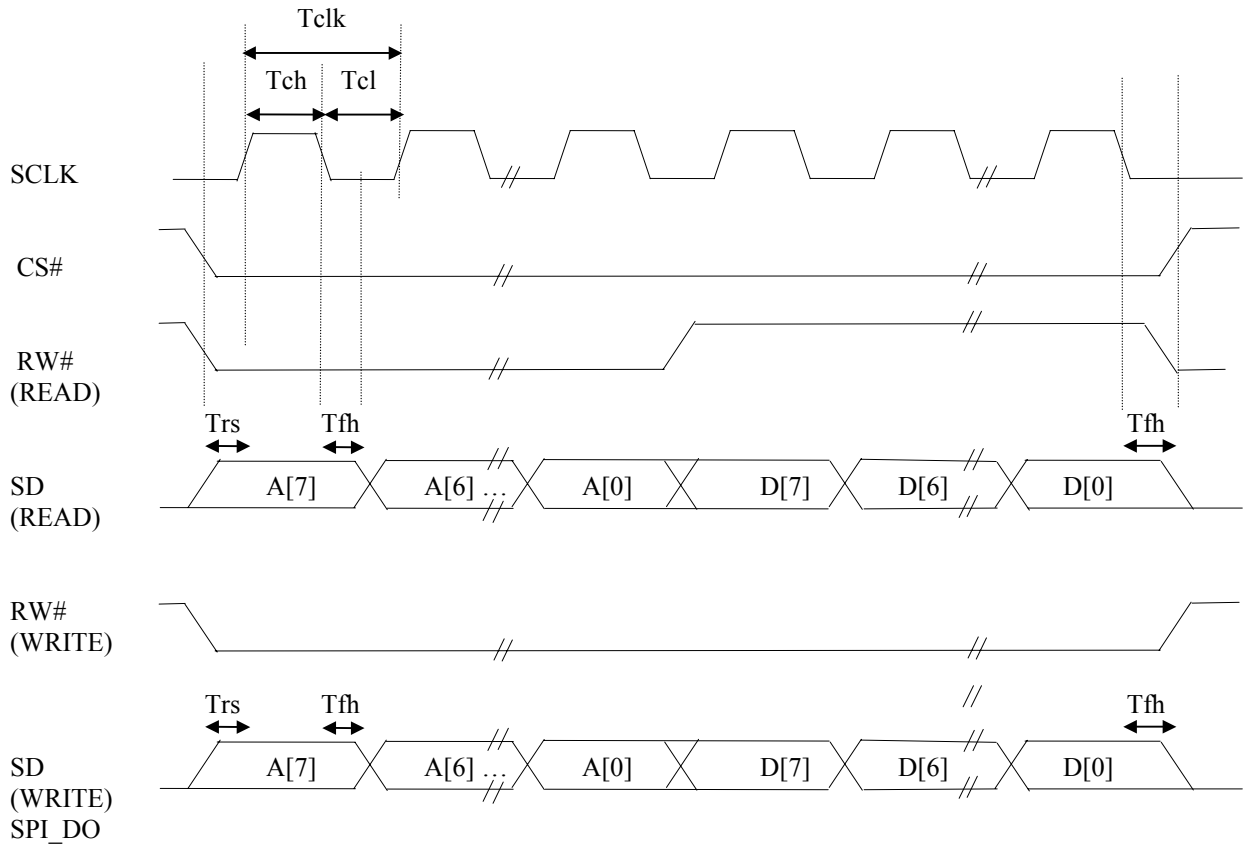 Tclk
Tch Tcl
SCLK
CS#
RW#
(READ)
Trs Tfh Tfh
SD
(READ)
A[7] A[6] ... A[0] D[7] D[6] D[0]
RW#
(WRITE)
Trs Tfh Tfh
SD
(WRITE)
SPI_DO
A[7] A[6] ... A[0] D[7] D[6] D[0]